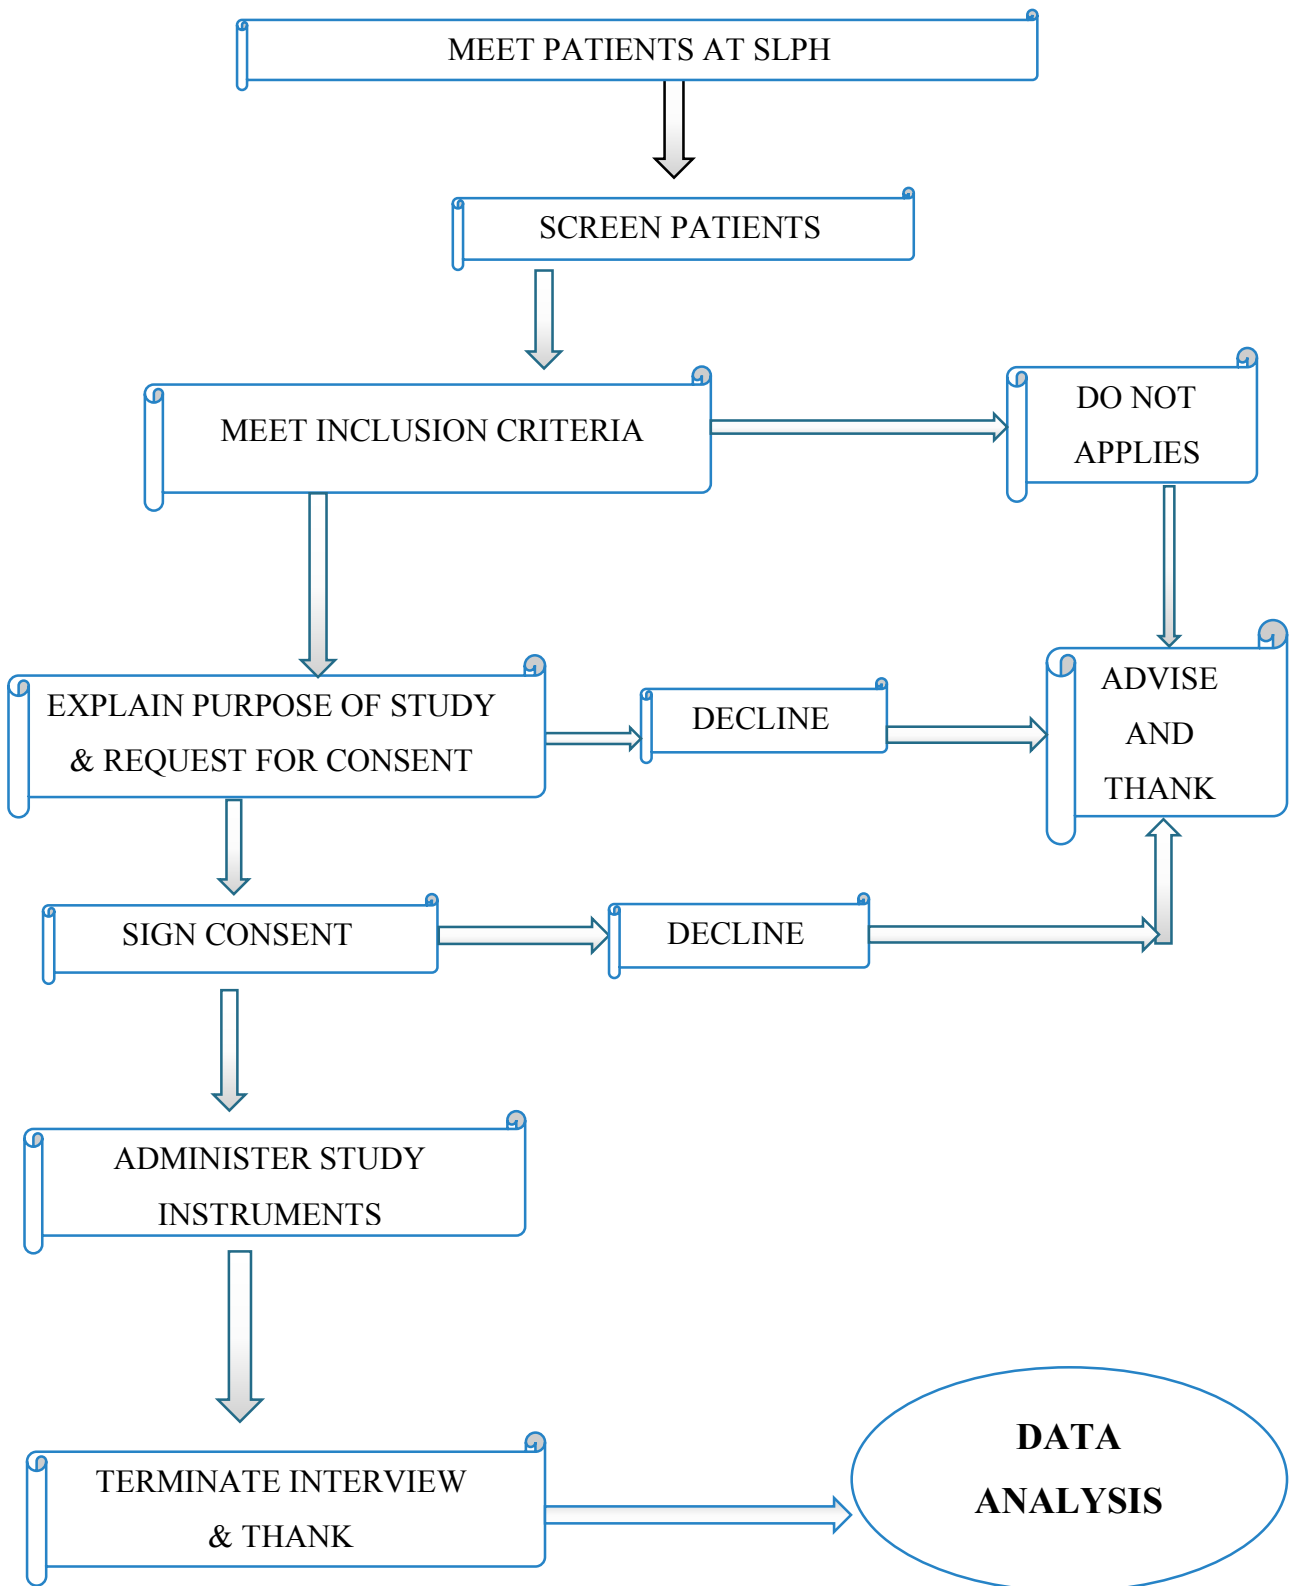 MEET PATIENTS AT SLPH
SCREEN PATIENTS
MEET INCLUSION CRITERIA
DO NOT
APPLIES
EXPLAIN PURPOSE OF STUDY
& REQUEST FOR CONSENT
DECLINE
ADVISE
AND
THANK
SIGN CONSENT
DECLINE
ADMINISTER STUDY
INSTRUMENTS
TERMINATE INTERVIEW
& THANK
DATA
ANALYSIS